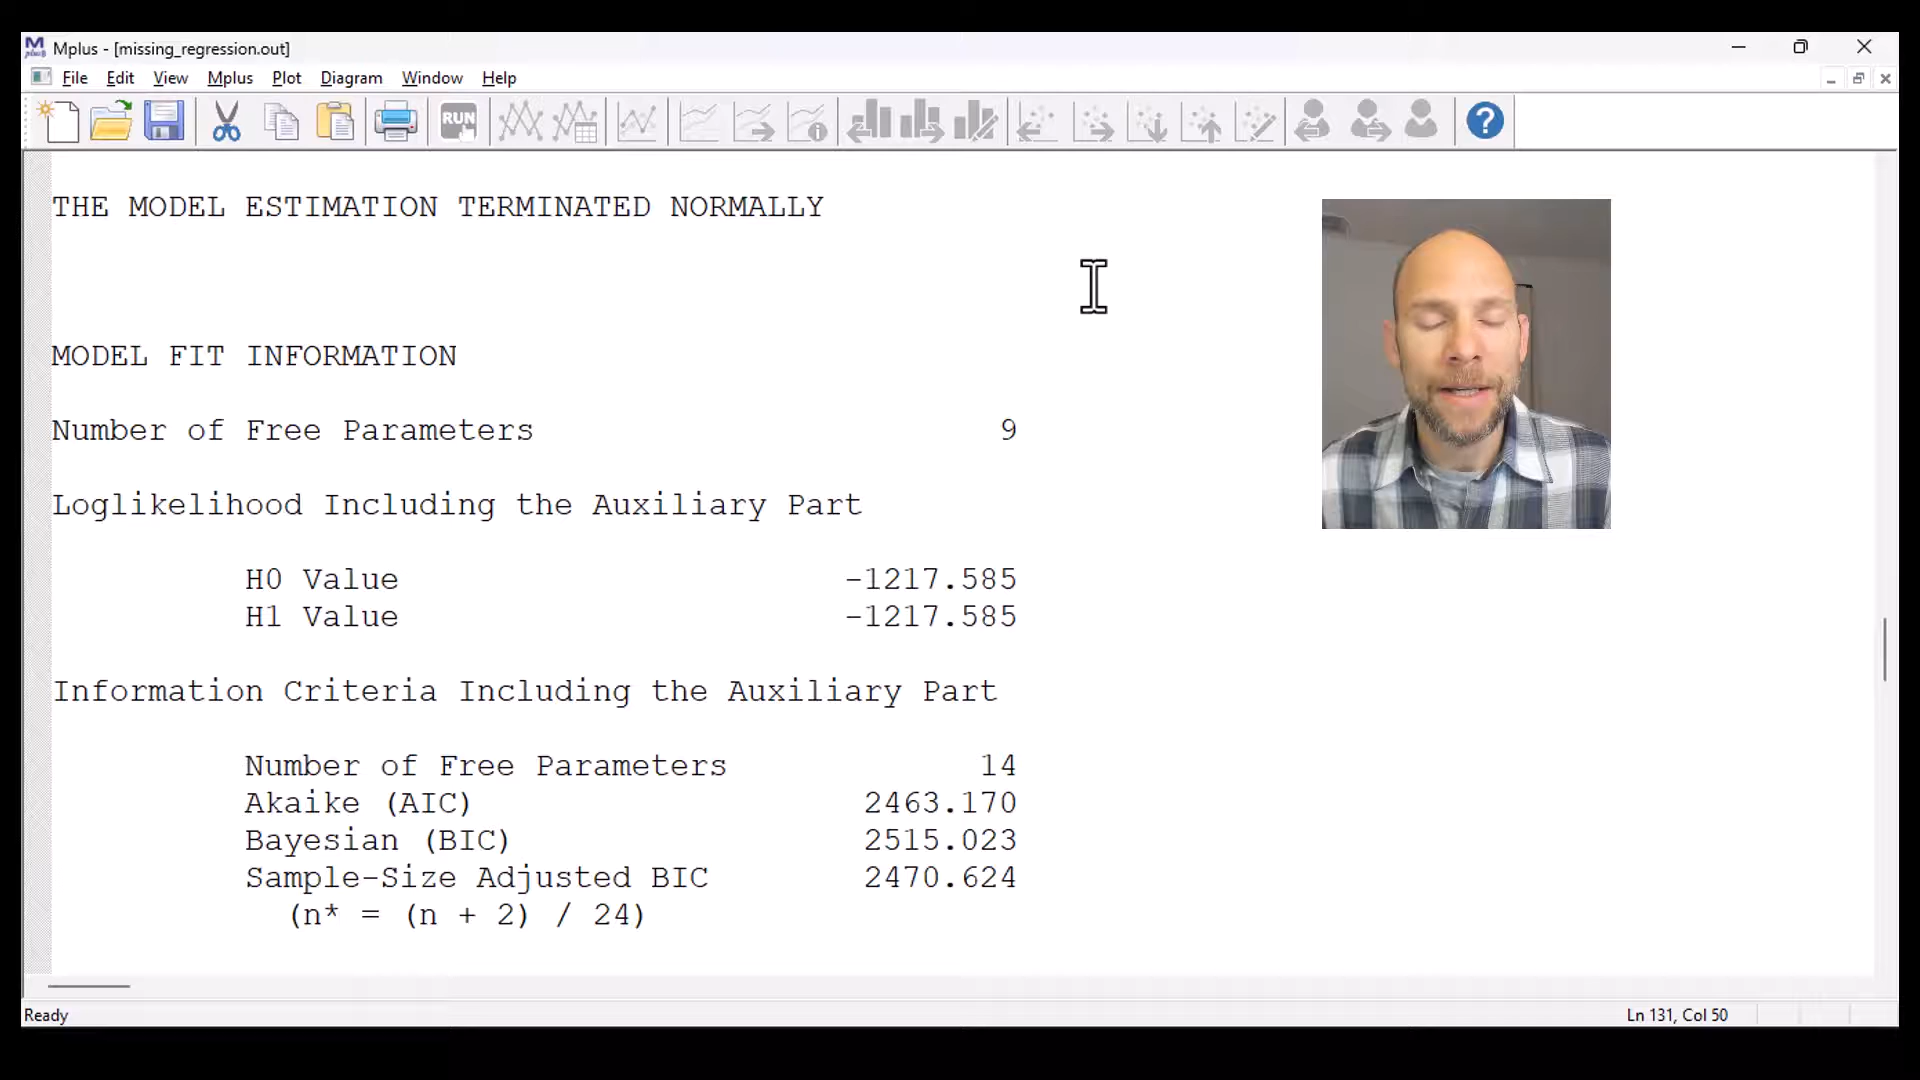 Mplus - [missing_regression.out]
File Edit View Mplus Plot Diagram Window Help
RUN
THE MODEL ESTIMATION TERMINATED NORMALLY
MODEL FIT INFORMATION
Number of Free Parameters 9
Loglikelihood Including the Auxiliary Part
H0 Value -1217.585
H1 Value -1217.585
Information Criteria Including the Auxiliary Part
Number of Free Parameters 14
Akaike (AIC) 2463.170
Bayesian (BIC) 2515.023
Sample-Size Adjusted BIC 2470.624
(n* = (n + 2) / 24)
Ready Ln 131, Col 50